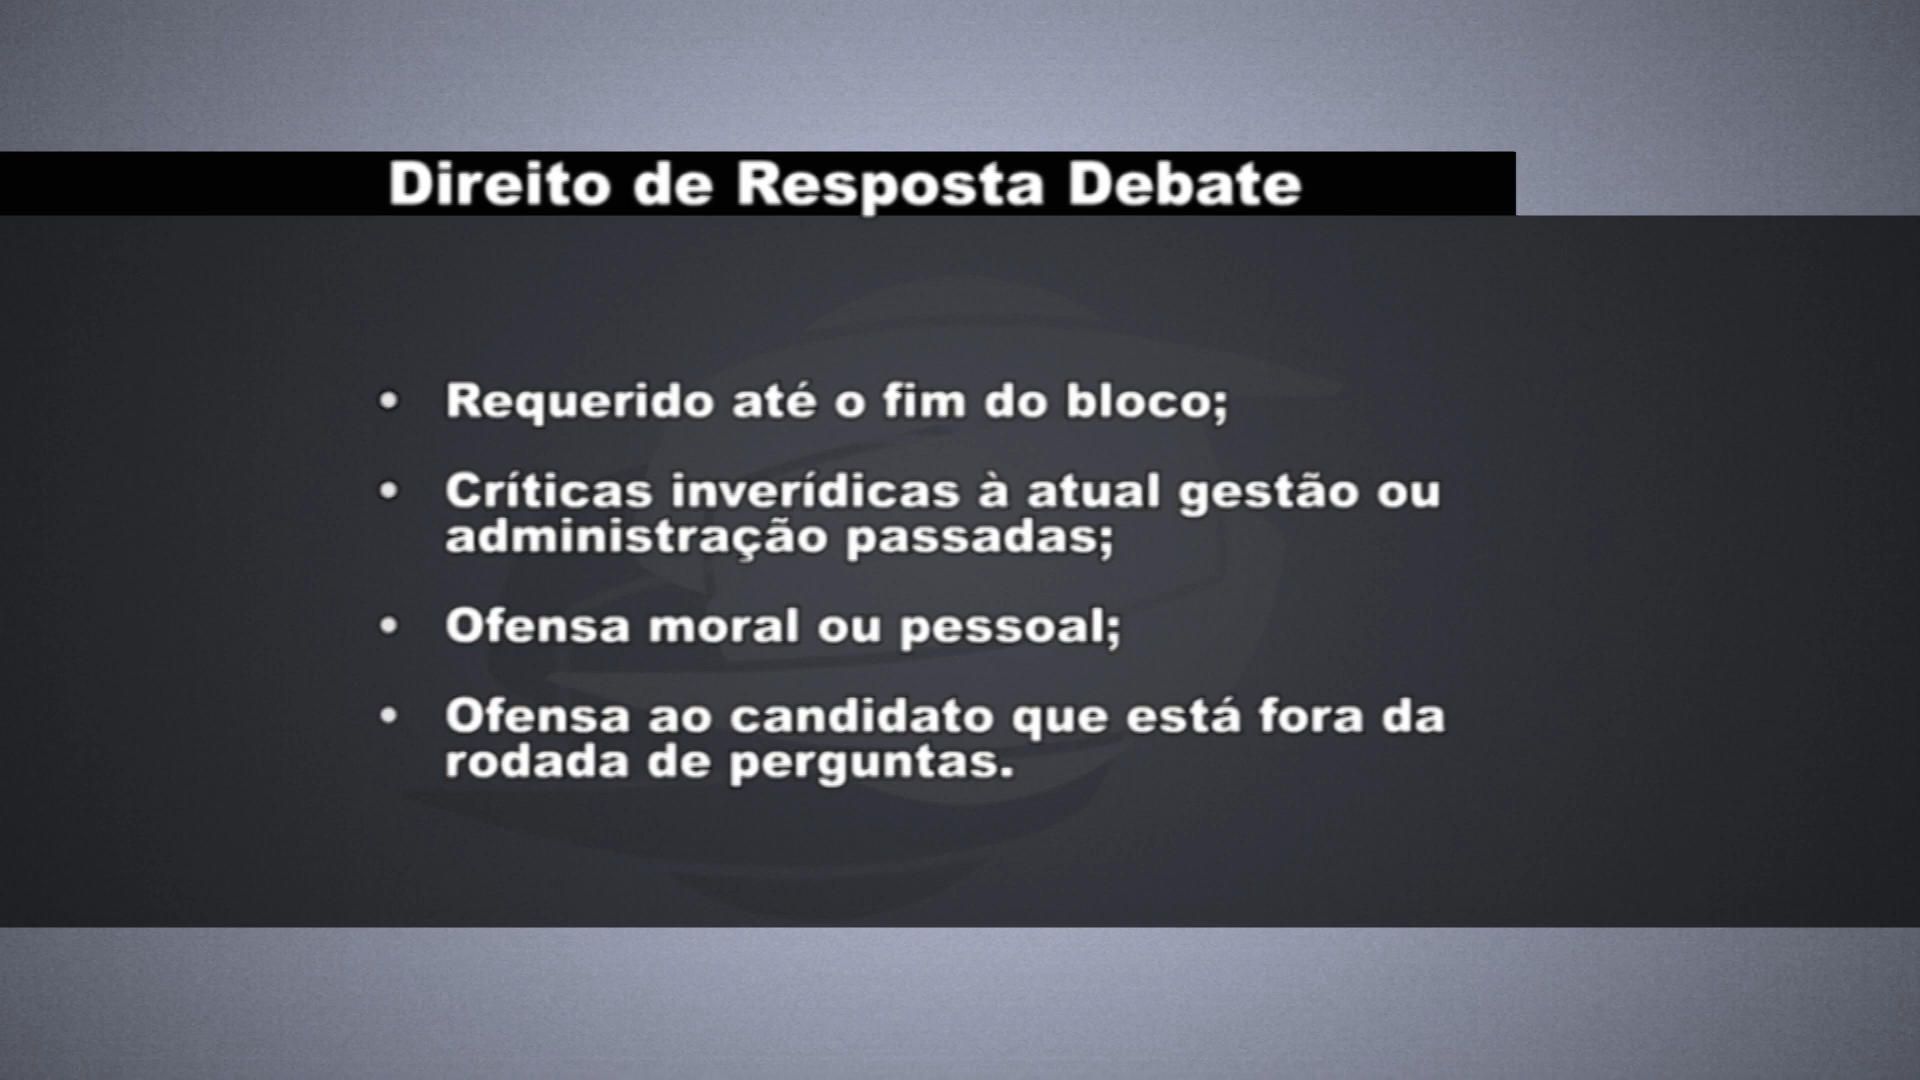 Direito de Resposta Debate
• Requerido até o fim do bloco;
• Críticas inverídicas à atual gestão ou
administração passadas;
• Ofensa moral ou pessoal;
• Ofensa ao candidato que está fora da
rodada de perguntas.